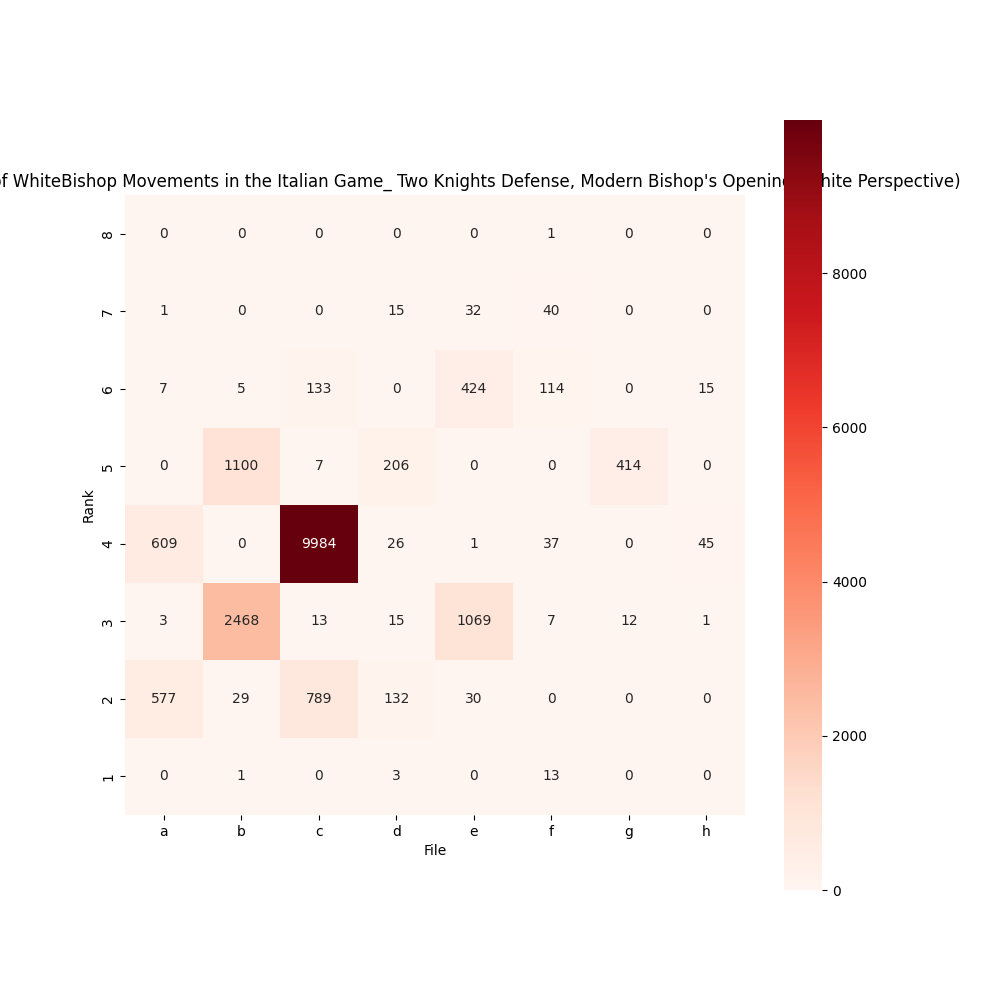 of WhiteBishop Movements in the Italian Game_ Two Knights Defense, Modern Bishop's Opening White Perspective)
8 0 0 0 0 0 1 0 0
7 1 0 0 15 32 40 0 0
6 7 5 133 0 424 114 0 15
5 0 1100 7 206 0 0 414 0
4 609 0 9984 26 1 37 0 45
3 3 2468 13 15 1069 7 12 1
2 577 29 789 132 30 0 0 0
1 0 1 0 3 0 13 0 0
a b c d e f g h
File
Rank
8000
6000
4000
2000
0